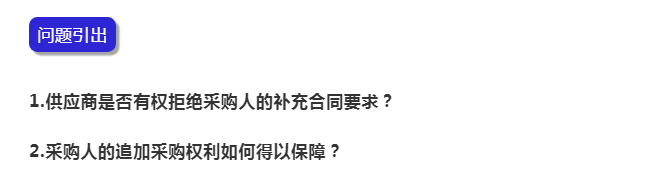 问题引出
1.供应商是否有权拒绝采购人的补充合同要求？
2.采购人的追加采购权利如何得以保障？